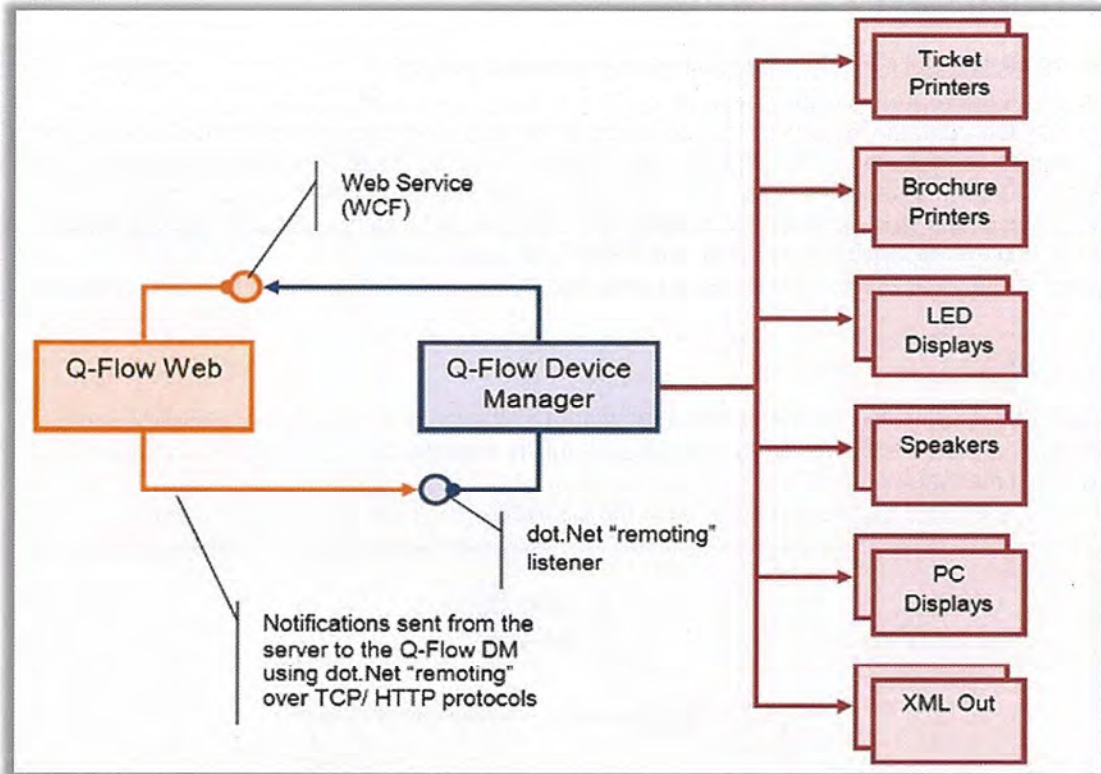 Ticket
Printers
Brochure
Printers
Web Service
(WCF)
LED
Displays
Q-Flow Web
Q-Flow Device
Manager
Speakers
dot.Net “remoting”
listener
PC
Displays
Notifications sent from the
server to the Q-Flow DM
using dot.Net “remoting”
over TCP/ HTTP protocols
XML Out